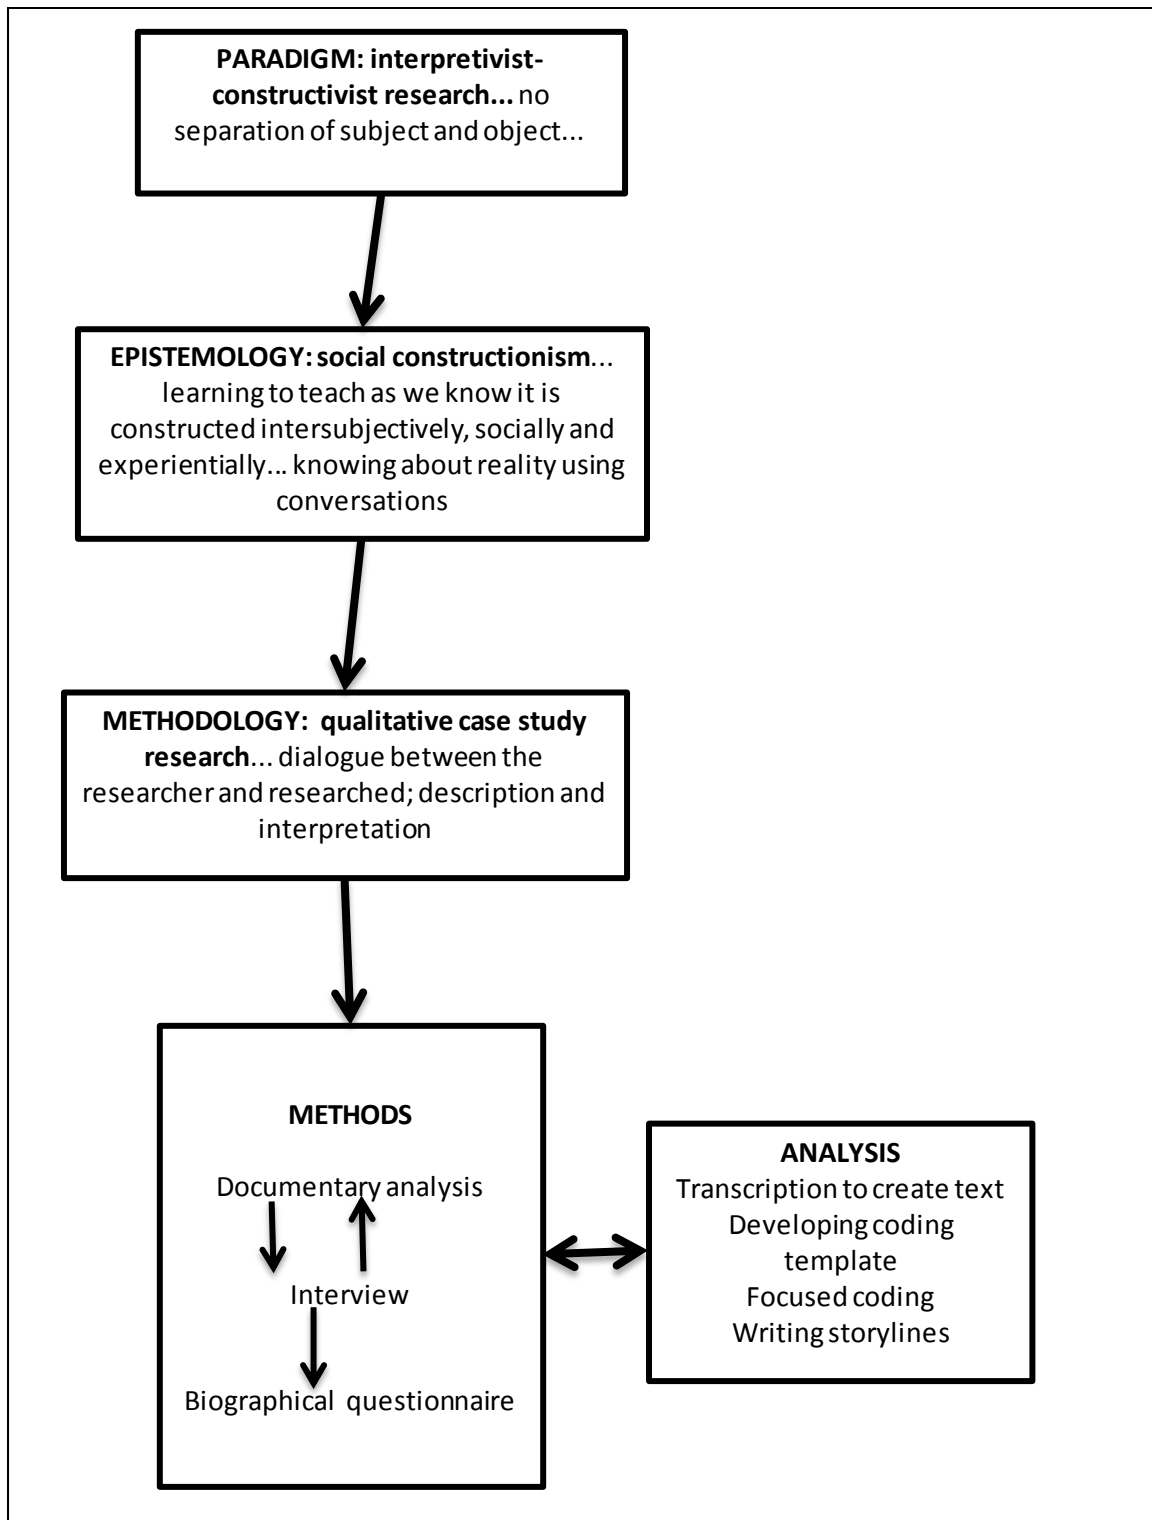 PARADIGM: interpretivist-
constructivist research... no
separation of subject and object...
EPISTEMOLOGY: social constructionism...
learning to teach as we know it is
constructed intersubjectively, socially and
experientially... knowing about reality using
conversations
METHODOLOGY: qualitative case study
research... dialogue between the
researcher and researched; description and
interpretation
METHODS
Documentary analysis
Interview
Biographical questionnaire
ANALYSIS
Transcription to create text
Developing coding
template
Focused coding
Writing storylines